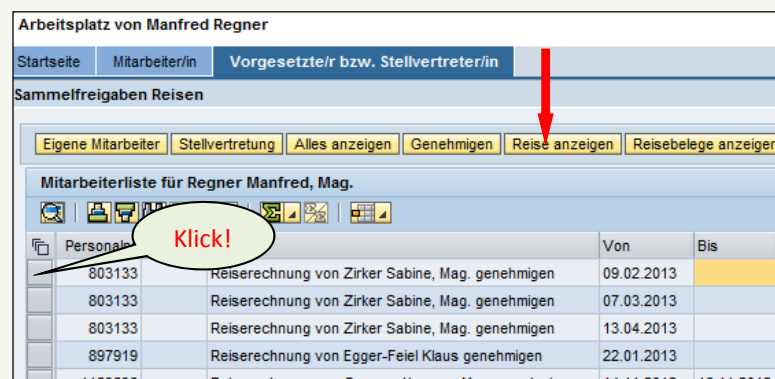 Arbeitsplatz von Manfred Regner
Startseite Mitarbeiter/in Vorgesetzte/r bzw. Stellvertreter/in
Sammelfreigaben Reisen
Eigene Mitarbeiter Stellvertretung Alles anzeigen Genehmigen Reise anzeigen Reisebelege anzeigen
Mitarbeiterliste für Regner Manfred, Mag.
Klick!
Von Bis
803133 Reiserechnung von Zirker Sabine, Mag. genehmigen 09.02.2013
803133 Reiserechnung von Zirker Sabine, Mag. genehmigen 07.03.2013
803133 Reiserechnung von Zirker Sabine, Mag. genehmigen 13.04.2013
897919 Reiserechnung von Egger-Feiel Klaus genehmigen 22.01.2013